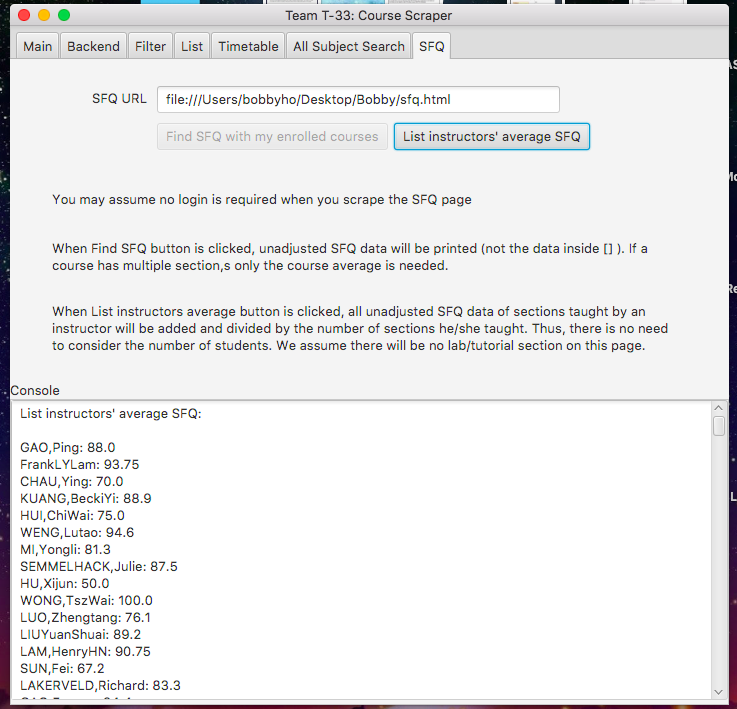 Team T-33: Course Scraper
Main Backend Filter List Timetable All Subject Search SFQ
SFQ URL file:///Users/bobbyho/Desktop/Bobby/sfq.html
Find SFQ with my enrolled courses List instructors' average SFQ
You may assume no login is required when you scrape the SFQ page
When Find SFQ button is clicked, unadjusted SFQ data will be printed (not the data inside [] ). If a
course has multiple section,s only the course average is needed.
When List instructors average button is clicked, all unadjusted SFQ data of sections taught by an
instructor will be added and divided by the number of sections he/she taught. Thus, there is no need
to consider the number of students. We assume there will be no lab/tutorial section on this page.
Console
List instructors' average SFQ:
GAO,Ping: 88.0
FrankLYLam: 93.75
CHAU,Ying: 70.0
KUANG,BeckiYi: 88.9
HUI,ChiWai: 75.0
WENG,Lutao: 94.6
MI,Yongli: 81.3
SEMMELHACK,Julie: 87.5
HU,Xijun: 50.0
WONG,TszWai: 100.0
LUO,Zhengtang: 76.1
LIUYuanShuai: 89.2
LAM,HenryHN: 90.75
SUN,Fei: 67.2
LAKERVELD,Richard: 83.3